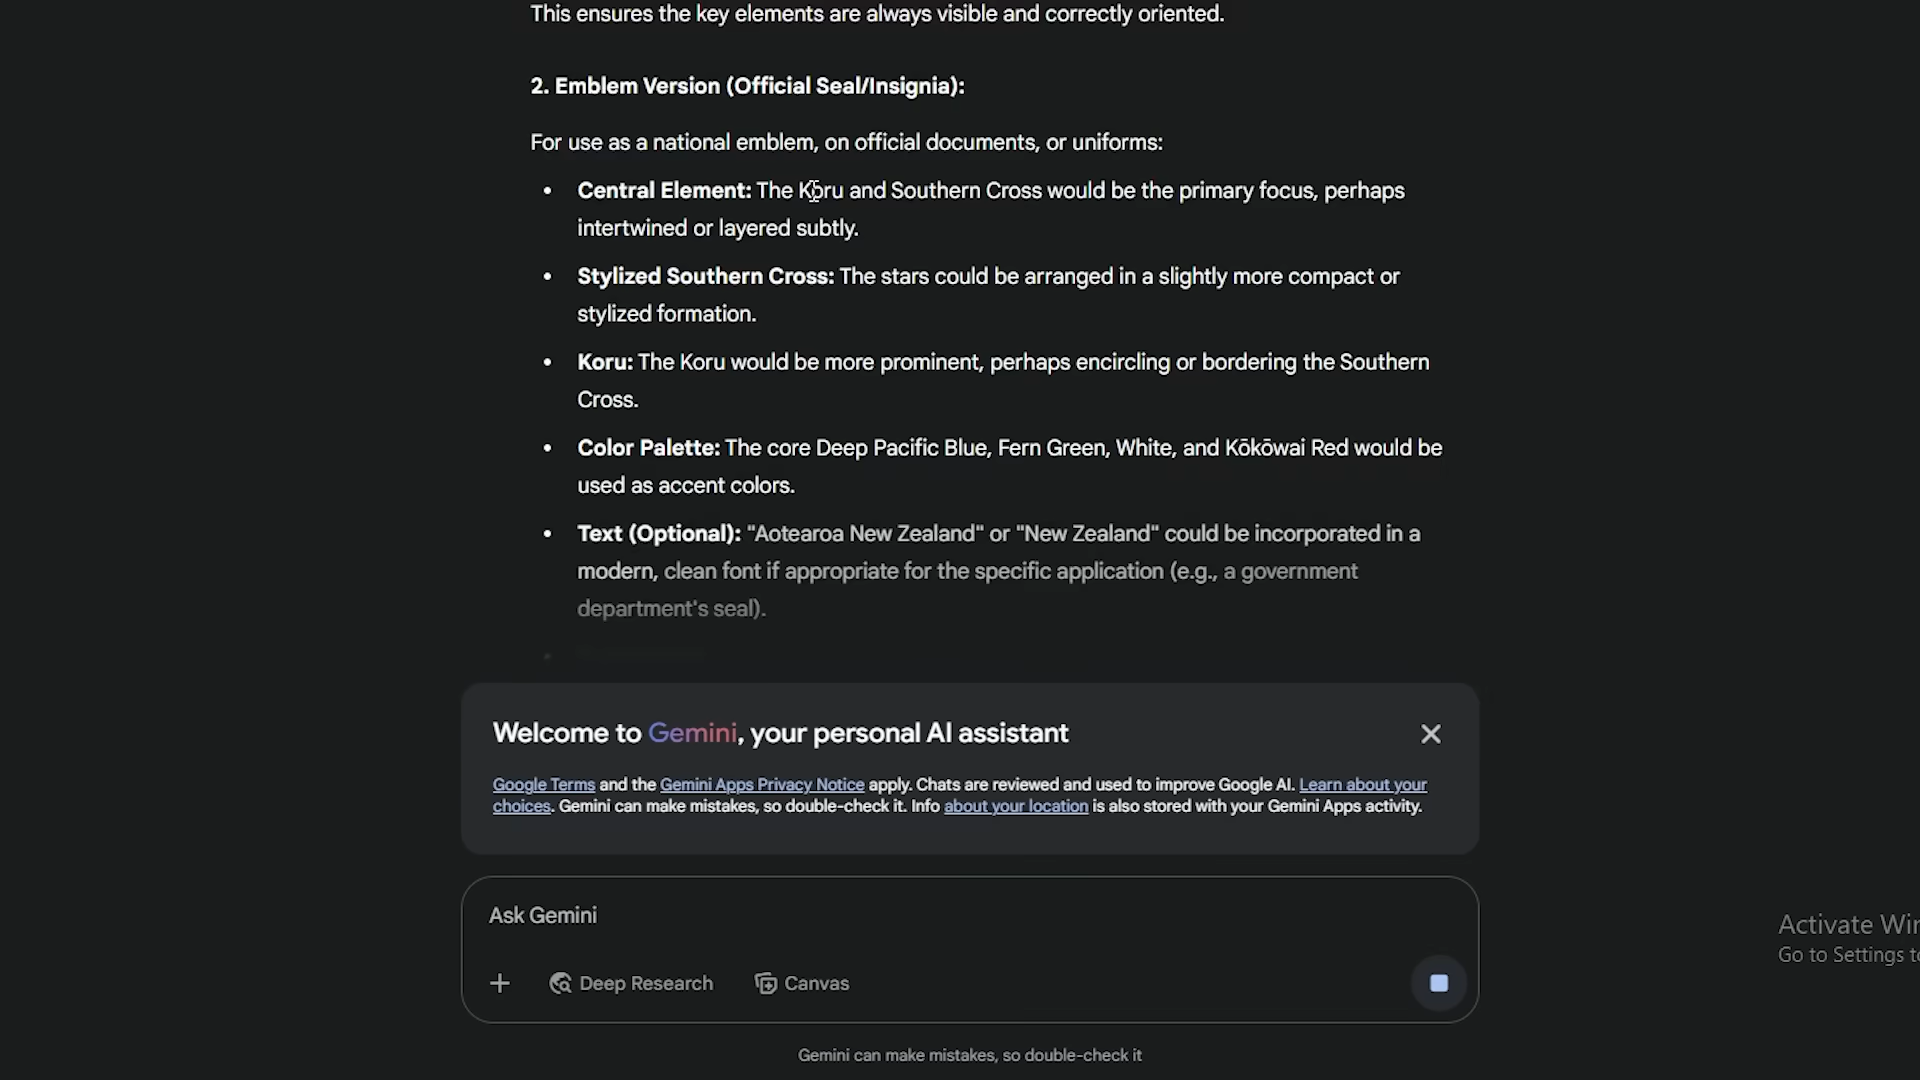 This ensures the key elements are always visible and correctly oriented.
2. Emblem Version (Official Seal/Insignia):
For use as a national emblem, on official documents, or uniforms:
• Central Element: The Koru and Southern Cross would be the primary focus, perhaps
intertwined or layered subtly.
• Stylized Southern Cross: The stars could be arranged in a slightly more compact or
stylized formation.
• Koru: The Koru would be more prominent, perhaps encircling or bordering the Southern
Cross.
• Color Palette: The core Deep Pacific Blue, Fern Green, White, and Kōkōwai Red would be
used as accent colors.
• Text (Optional): "Aotearoa New Zealand" or "New Zealand" could be incorporated in a
modern, clean font if appropriate for the specific application (e.g., a government
department's seal).
Welcome to Gemini, your personal AI assistant
Google Terms and the Gemini Apps Privacy Notice apply. Chats are reviewed and used to improve Google AI. Learn about your
choices. Gemini can make mistakes, so double-check it. Info about your location is also stored with your Gemini Apps activity.
Ask Gemini
Deep Research
Canvas
Activate Win
Go to Settings to
Gemini can make mistakes, so double-check it